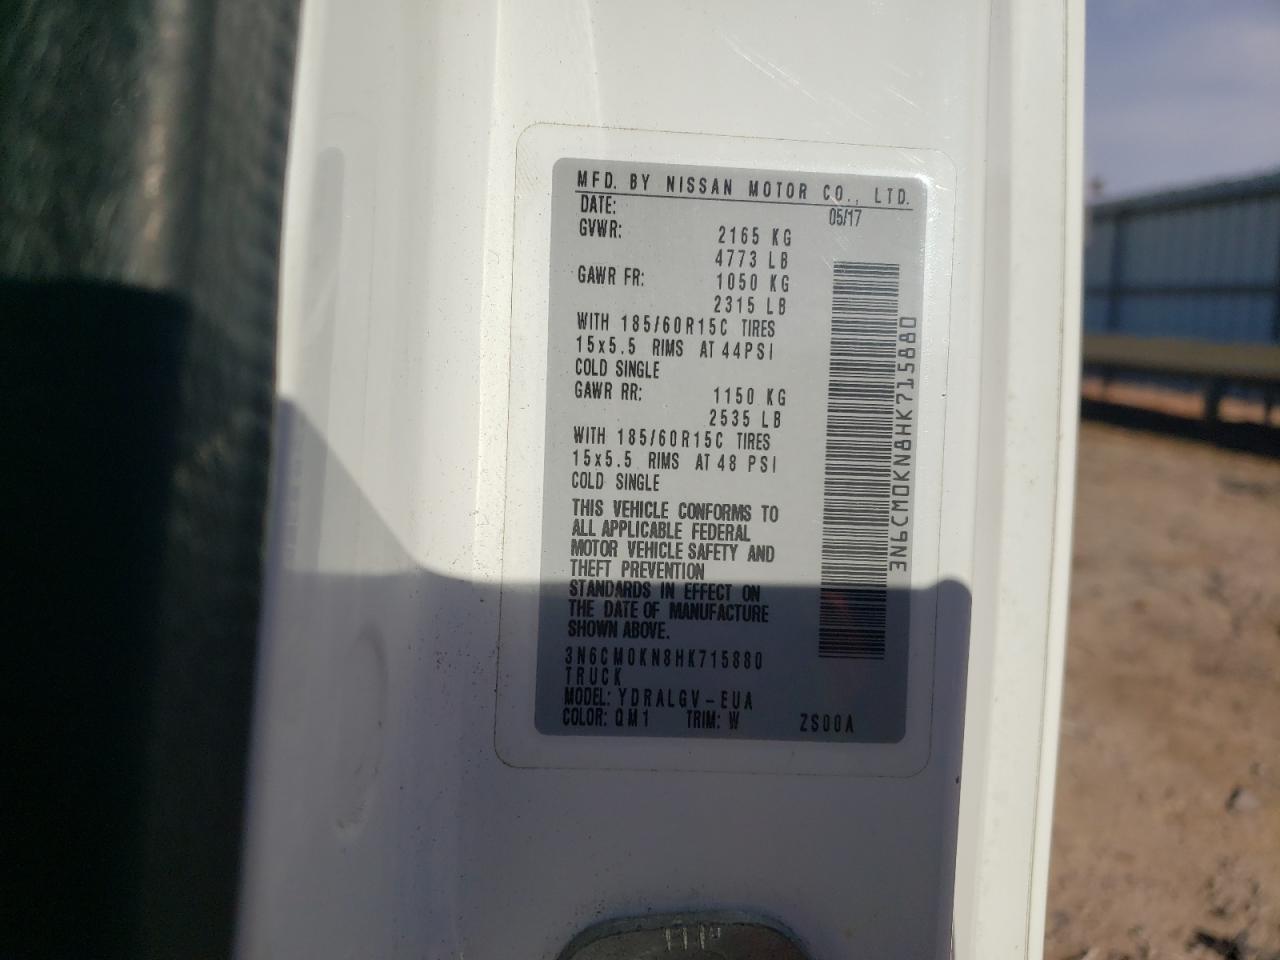 MFD. BY NISSAN MOTOR CO., LTD.
DATE: 05/17
GVWR: 2165 KG
4773 LB
GAWR FR: 1050 KG
2315 LB
WITH 185/60R15C TIRES
15x5.5 RIMS AT 44PSI
COLD SINGLE
GAWR RR: 1150 KG
2535 LB
WITH 185/60R15C TIRES
15x5.5 RIMS AT 48 PSI
COLD SINGLE
THIS VEHICLE CONFORMS TO
ALL APPLICABLE FEDERAL
MOTOR VEHICLE SAFETY AND
THEFT PREVENTION
STANDARDS IN EFFECT ON
THE DATE OF MANUFACTURE
SHOWN ABOVE.
3N6CM0KN8HK715880
TRUCK
MODEL: YDRALGV-EUA
COLOR: QM1 TRIM: W ZS00A
3N6CM0KN8HK715880